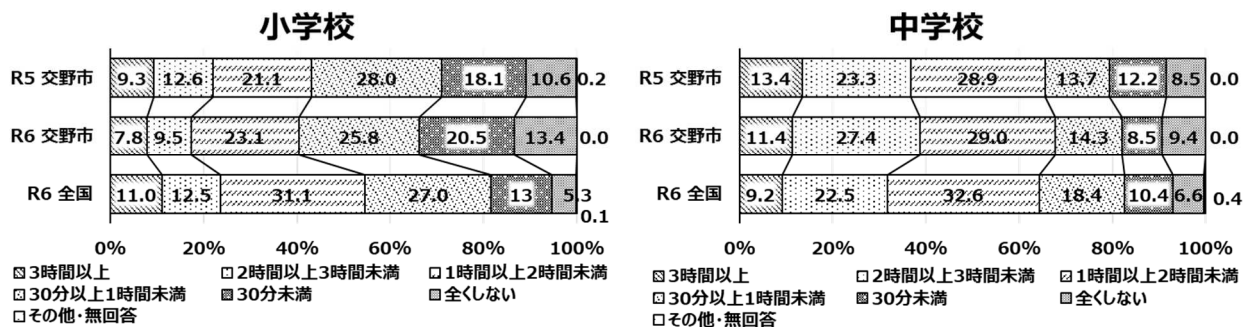 小学校
R5 交野市 9.3 12.6 21.1 28.0 18.1 10.6 0.2
R6 交野市 7.8 9.5 23.1 25.8 20.5 13.4 0.0
R6 全国 11.0 12.5 31.1 27.0 13 5.3 0.1
0% 20% 40% 60% 80% 100%
3時間以上 2時間以上3時間未満 1時間以上2時間未満
30分以上1時間未満 30分未満 全くしない
その他・無回答
中学校
R5 交野市 13.4 23.3 28.9 13.7 12.2 8.5 0.0
R6 交野市 11.4 27.4 29.0 14.3 8.5 9.4 0.0
R6 全国 9.2 22.5 32.6 18.4 10.4 6.6 0.4
0% 20% 40% 60% 80% 100%
3時間以上 2時間以上3時間未満 1時間以上2時間未満
30分以上1時間未満 30分未満 全くしない
その他・無回答